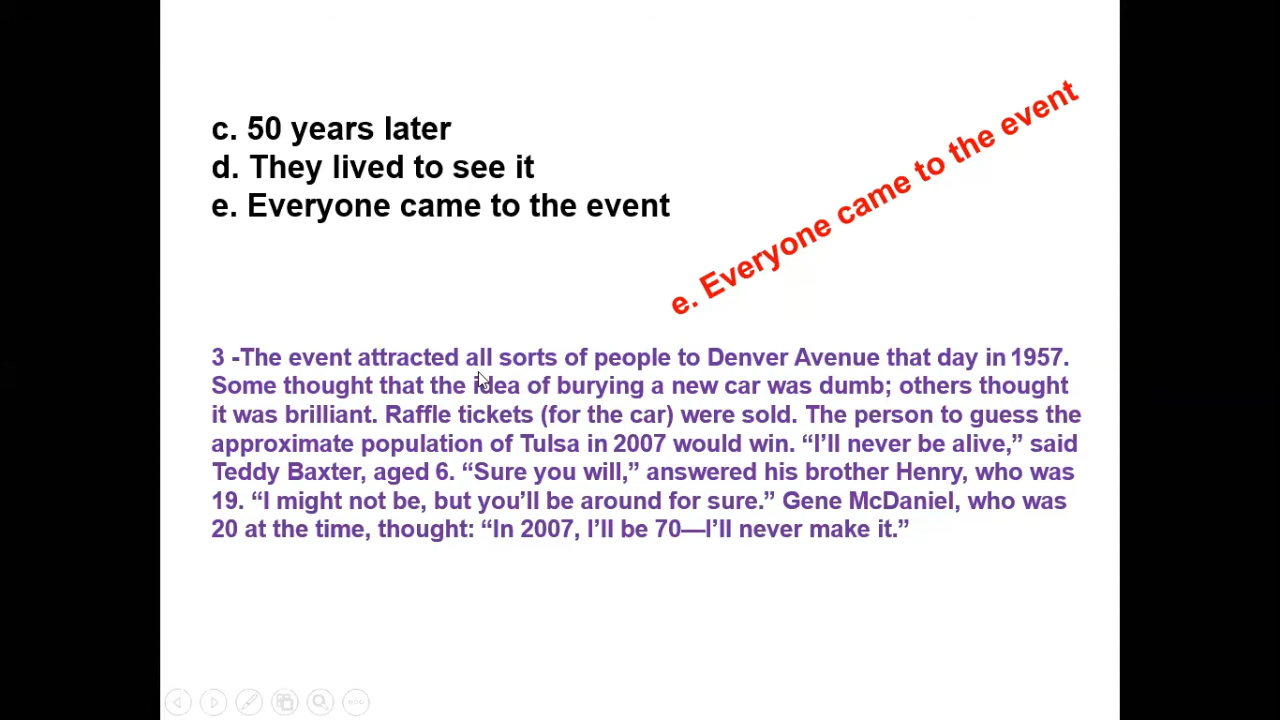 c. 50 years later
d. They lived to see it
e. Everyone came to the event
e. Everyone came to the event
3 -The event attracted all sorts of people to Denver Avenue that day in 1957.
Some thought that the idea of burying a new car was dumb; others thought
it was brilliant. Raffle tickets (for the car) were sold. The person to guess the
approximate population of Tulsa in 2007 would win. “I’ll never be alive,” said
Teddy Baxter, aged 6. “Sure you will,” answered his brother Henry, who was
19. “I might not be, but you’ll be around for sure.” Gene McDaniel, who was
20 at the time, thought: “In 2007, I’ll be 70—I’ll never make it.”